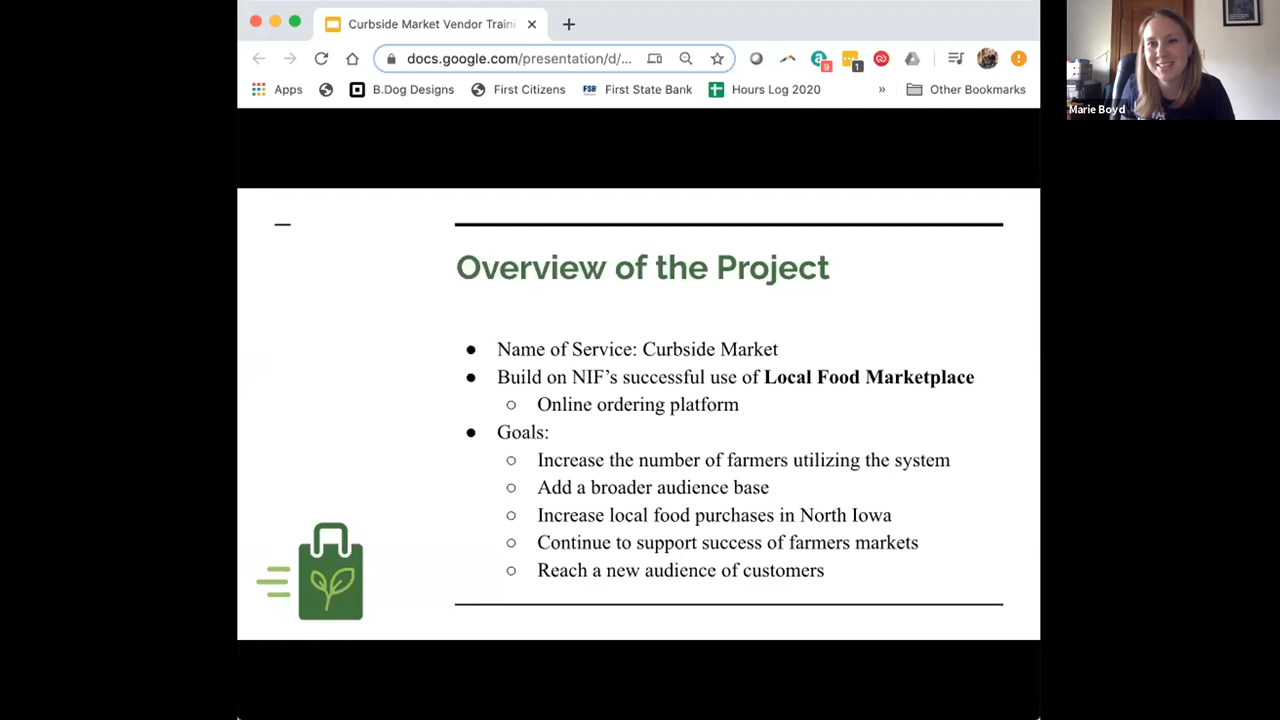 Curbside Market Vendor Traini
docs.google.com/presentation/d/...
9
1
Apps
B.Dog Designs
First Citizens
FSB
First State Bank
Hours Log 2020
»
Other Bookmarks
Marie Boyd
Overview of the Project
● Name of Service: Curbside Market
● Build on NIF's successful use of Local Food Marketplace
○ Online ordering platform
● Goals:
○ Increase the number of farmers utilizing the system
○ Add a broader audience base
○ Increase local food purchases in North Iowa
○ Continue to support success of farmers markets
○ Reach a new audience of customers